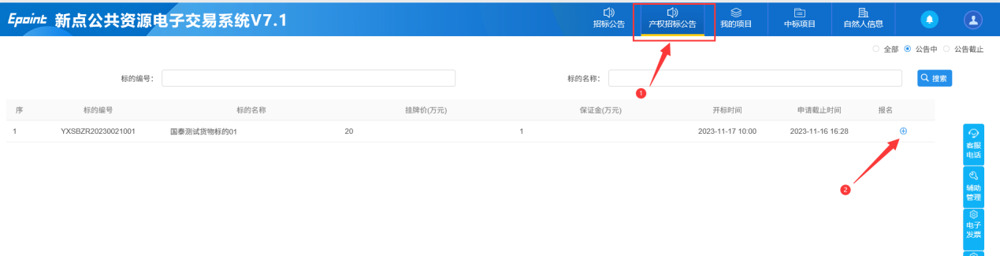 Epoint 新点公共资源电子交易系统V7.1
招标公告 产权招标公告 我的项目 中标项目 自然人信息
全部 公告中 公告截止
标的编号: 标的名称: 搜索
1
序 标的编号 标的名称 挂牌价(万元) 保证金(万元) 开标时间 申请截止时间 报名
1 YXSBZR20230021001 国泰测试货物标的01 20 1 2023-11-17 10:00 2023-11-16 16:28
2
客服
电话
辅助
管理
电子
发票